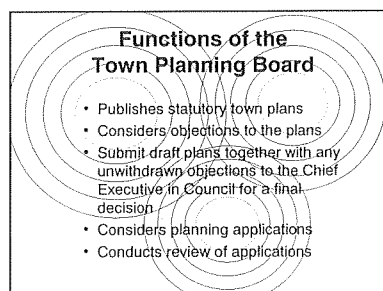 Functions of the
Town Planning Board
• Publishes statutory town plans
• Considers objections to the plans
• Submit draft plans together with any
unwithdrawn objections to the Chief
Executive in Council for a final
decision
• Considers planning applications
• Conducts review of applications